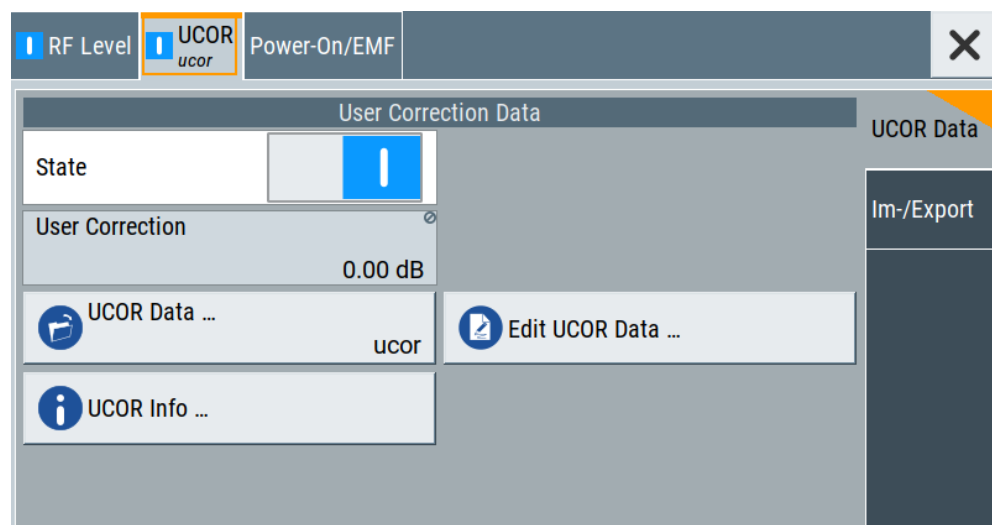 RF Level
UCOR
ucor
Power-On/EMF
User Correction Data
UCOR Data
State
Im-/Export
User Correction
0.00 dB
UCOR Data ...
ucor
Edit UCOR Data ...
UCOR Info ...